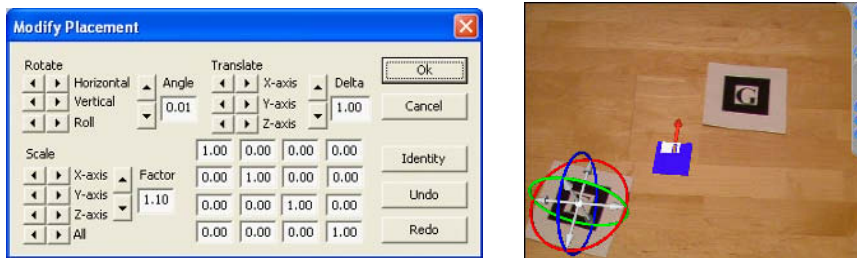 Modify Placement
Rotate
Horizontal
Vertical
Roll
Angle
0.01
Translate
X-axis
Y-axis
Z-axis
Delta
1.00
Ok
Cancel
Scale
X-axis
Y-axis
Z-axis
All
Factor
1.10
1.00 0.00 0.00 0.00
0.00 1.00 0.00 0.00
0.00 0.00 1.00 0.00
0.00 0.00 0.00 1.00
Identity
Undo
Redo
G